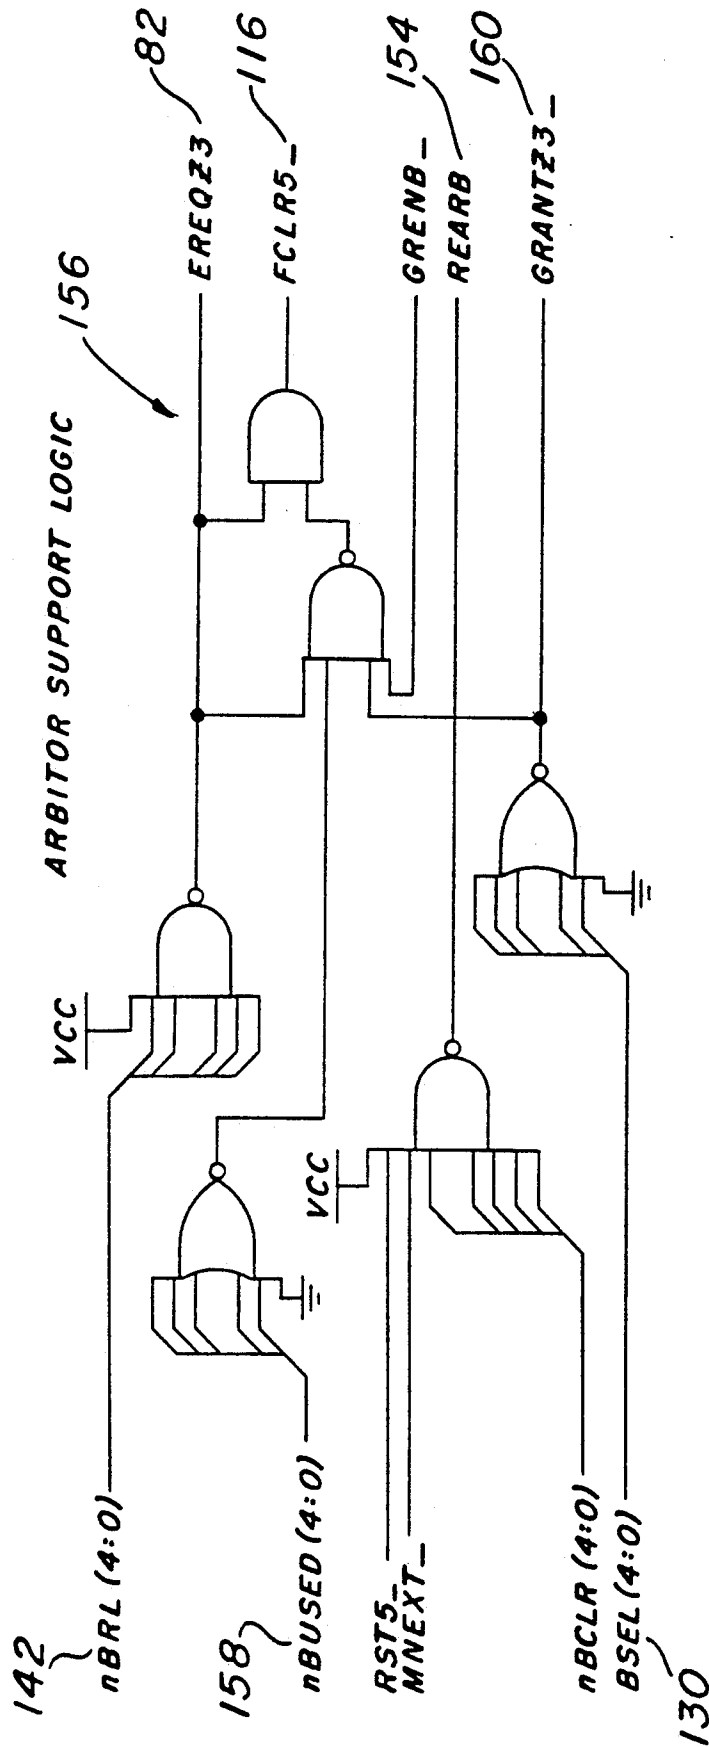 ARBITOR SUPPORT LOGIC
156
142
nBRL (4:0)
VCC
EREQZ3
82
FCLR5_
116
158
nBUSED (4:0)
GRENB_
RST5_
MNEXT_
VCC
REARB
154
nBCLR (4:0)
BSEL (4:0)
130
GRANTZ3_
160